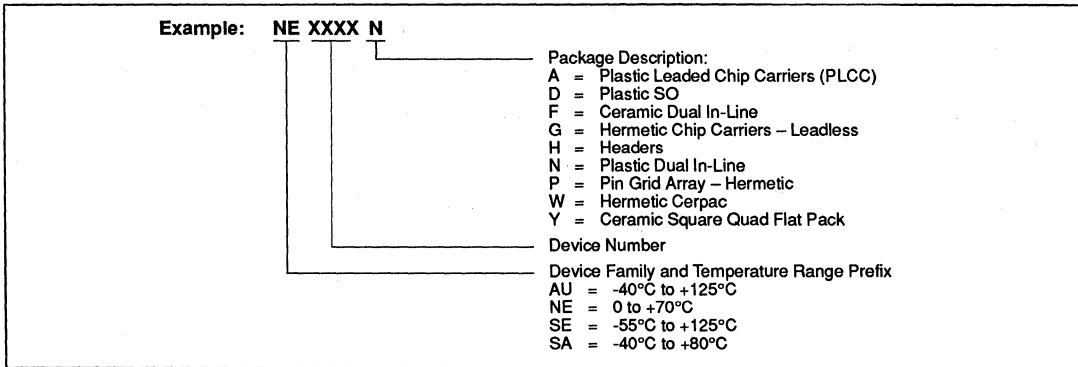 Example: NE XXXX N
Package Description:
A = Plastic Leaded Chip Carriers (PLCC)
D = Plastic SO
F = Ceramic Dual In-Line
G = Hermetic Chip Carriers – Leadless
H = Headers
N = Plastic Dual In-Line
P = Pin Grid Array – Hermetic
W = Hermetic Cerpac
Y = Ceramic Square Quad Flat Pack
Device Number
Device Family and Temperature Range Prefix
AU = -40°C to +125°C
NE = 0 to +70°C
SE = -55°C to +125°C
SA = -40°C to +80°C